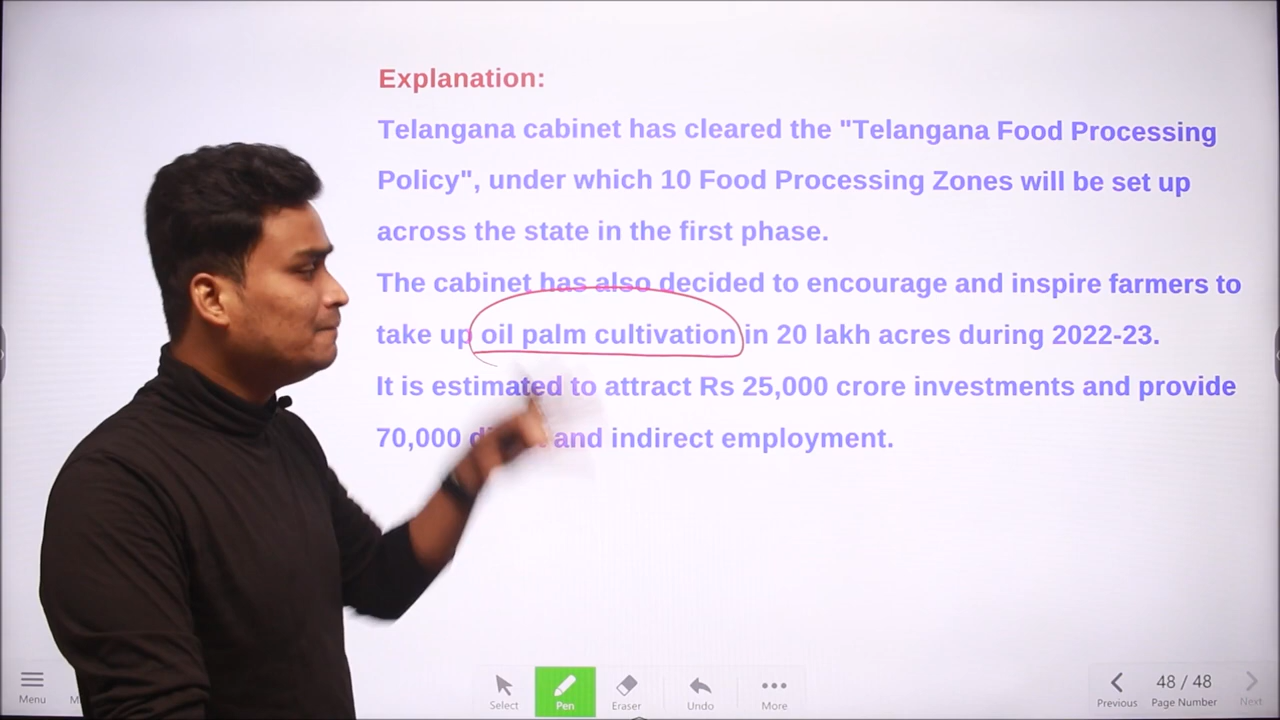 Explanation:
Telangana cabinet has cleared the "Telangana Food Processing
Policy", under which 10 Food Processing Zones will be set up
across the state in the first phase.
The cabinet has also decided to encourage and inspire farmers to
take up oil palm cultivation in 20 lakh acres during 2022-23.
It is estimated to attract Rs 25,000 crore investments and provide
70,000 and indirect employment.
Menu
Select
Pen
Eraser
Undo
More
Previous
48 / 48
Page Number
Next